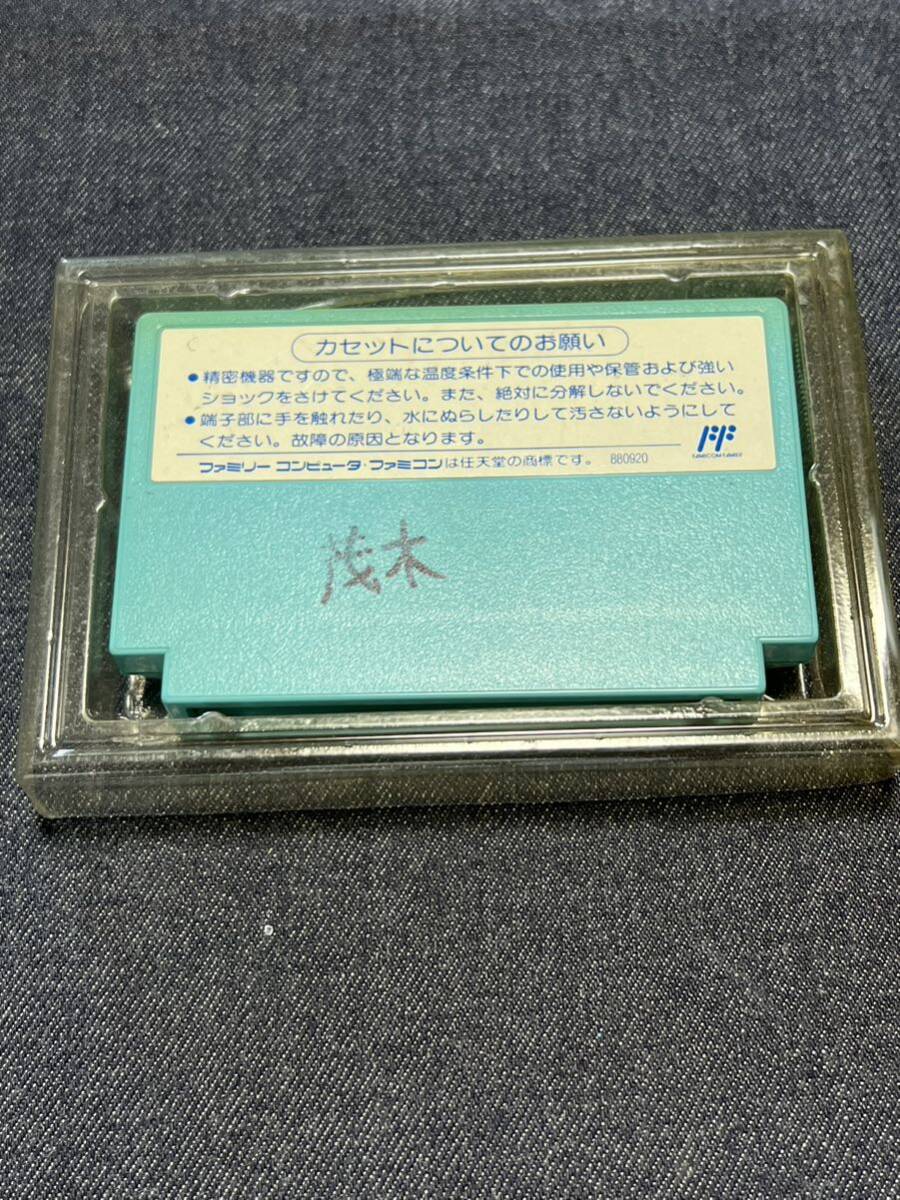 カセットについてのお願い
●精密機器ですので、極端な温度条件下での使用や保管および強い
ショックをさけてください。また、絶対に分解しないでください。
●端子部に手を触れたり、水にぬらしたりして汚さないようにして
ください。故障の原因となります。
FF
FAMICOM FAMILY
ファミリー コンピュータ・ファミコンは任天堂の商標です。 880920
茂木